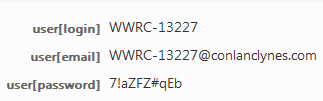 user[login] WWRC-13227
user[email] WWRC-13227@conlanclynes.com
user[password] 7!aZFZ#qEb